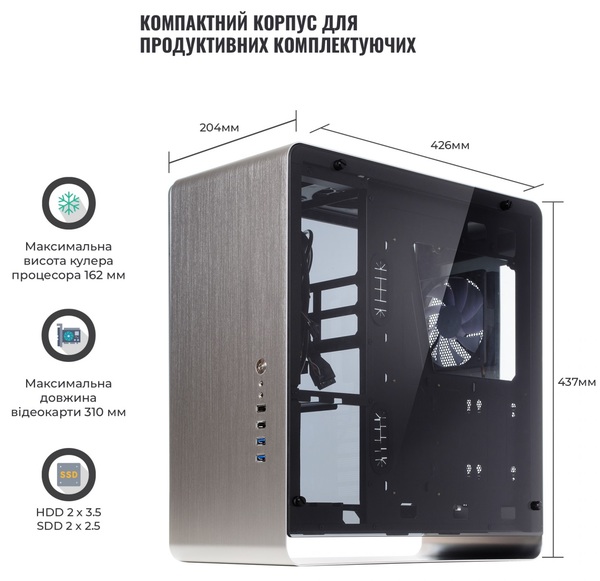 КОМПАКТНИЙ КОРПУС ДЛЯ
ПРОДУКТИВНИХ КОМПЛЕКТУЮЧИХ
204мм
426мм
Максимальна
висота кулера
процесора 162 мм
Максимальна
довжина
відеокарти 310 мм
437мм
SSD
HDD 2 x 3.5
SDD 2 x 2.5